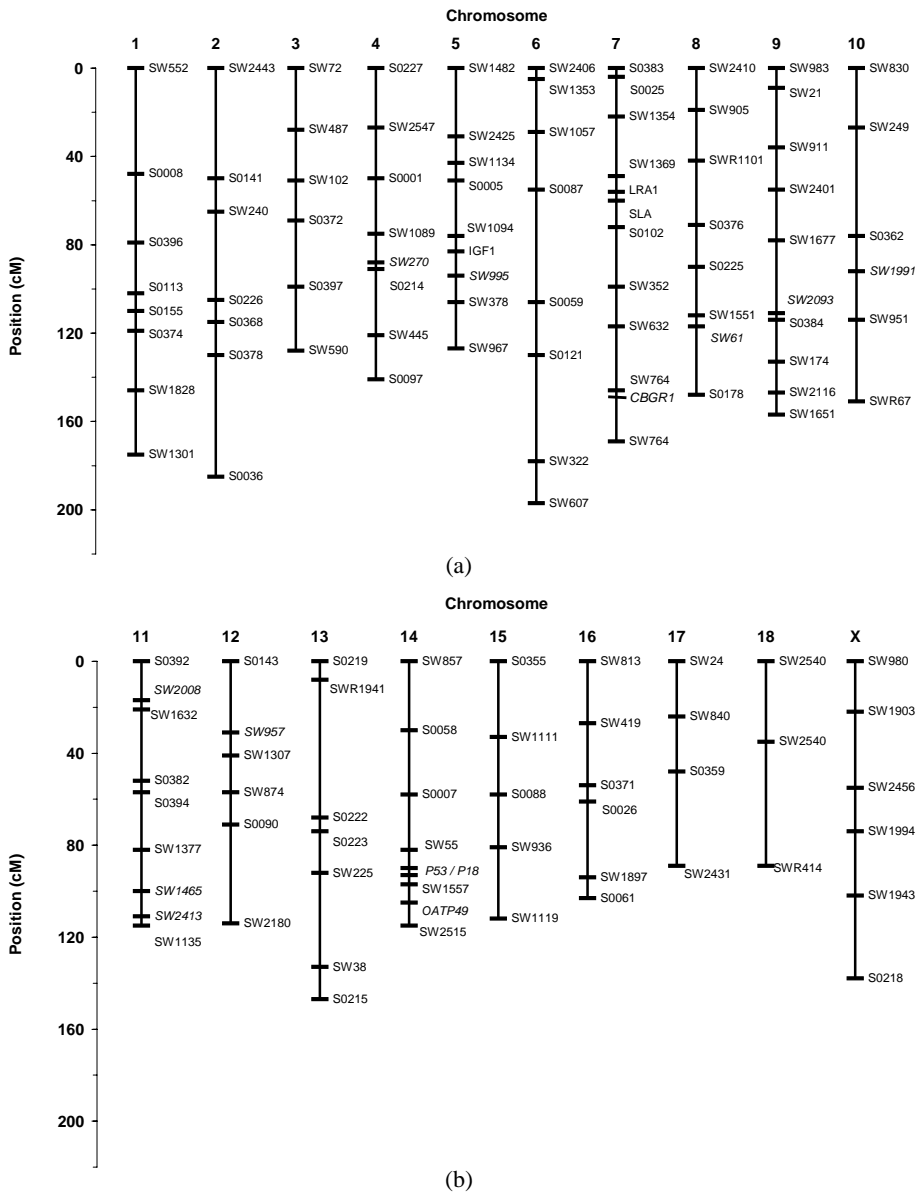 Chromosome
1 2 3 4 5 6 7 8 9 10
Position (cM)
0
40
80
120
160
200
SW552
S0008
S0396
S0113
S0155
S0374
SW1828
SW1301
SW2443
S0141
SW240
S0226
S0368
S0378
S0036
SW72
SW487
SW102
S0372
S0397
SW590
S0227
SW2547
S0001
SW1089
SW270
S0214
SW445
S0097
SW1482
SW2425
SW1134
S0005
SW1094
IGF1
SW995
SW378
SW967
SW2406
SW1353
SW1057
S0087
S0059
S0121
SW322
SW607
S0383
S0025
SW1354
SW1369
LRA1
SLA
S0102
SW352
SW632
SW764
CBGR1
SW764
SW2410
SW905
SWR1101
S0376
S0225
SW1551
SW61
S0178
SW983
SW21
SW911
SW2401
SW1677
SW2093
S0384
SW174
SW2116
SW1651
SW830
SW249
S0362
SW1991
SW951
SWR67
(a)
Chromosome
11 12 13 14 15 16 17 18 X
Position (cM)
0
40
80
120
160
200
S0392
SW2008
SW1632
S0382
S0394
SW1377
SW1465
SW2413
SW1135
S0143
SW957
SW1307
SW874
S0090
SW2180
S0219
SWR1941
S0222
S0223
SW225
SW38
S0215
SW857
S0058
S0007
SW55
P53 / P18
SW1557
OATP49
SW2515
S0355
SW1111
S0088
SW936
SW1119
SW813
SW419
S0371
S0026
SW1897
S0061
SW24
SW840
S0359
SW2431
SW2540
SW2540
SWR414
SW980
SW1903
SW2456
SW1994
SW1943
S0218
(b)